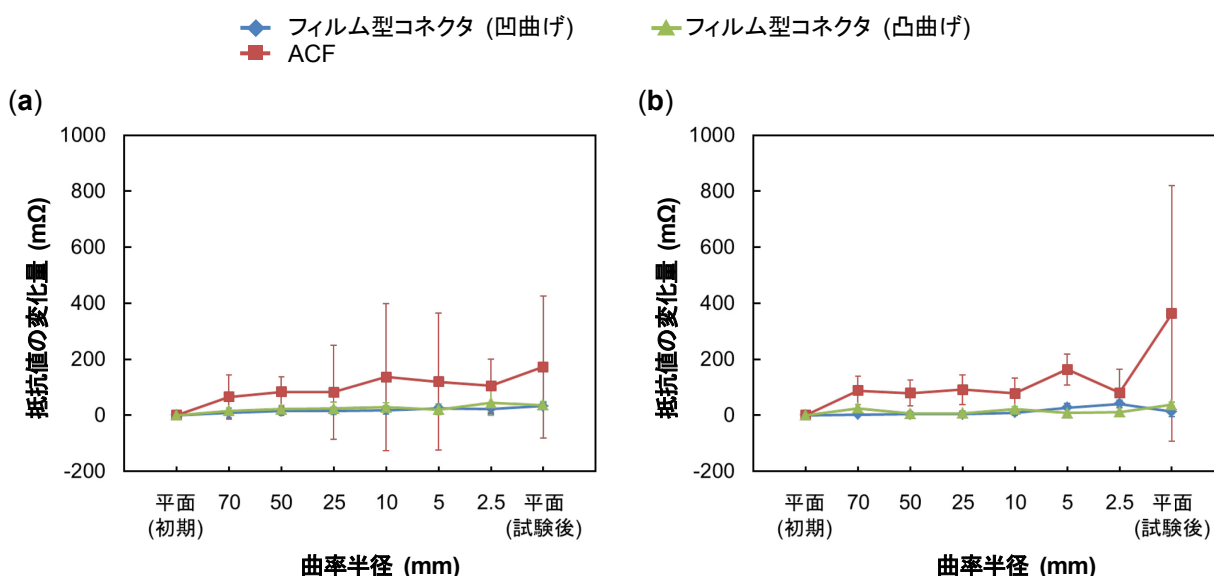 フィルム型コネクタ (凹曲げ)
フィルム型コネクタ (凸曲げ)
ACF
(a)
抵抗値の変化量 (mΩ)
1000
800
600
400
200
0
-200
平面 70 50 25 10 5 2.5 平面
(初期) (試験後)
曲率半径 (mm)
(b)
抵抗値の変化量 (mΩ)
1000
800
600
400
200
0
-200
平面 70 50 25 10 5 2.5 平面
(初期) (試験後)
曲率半径 (mm)